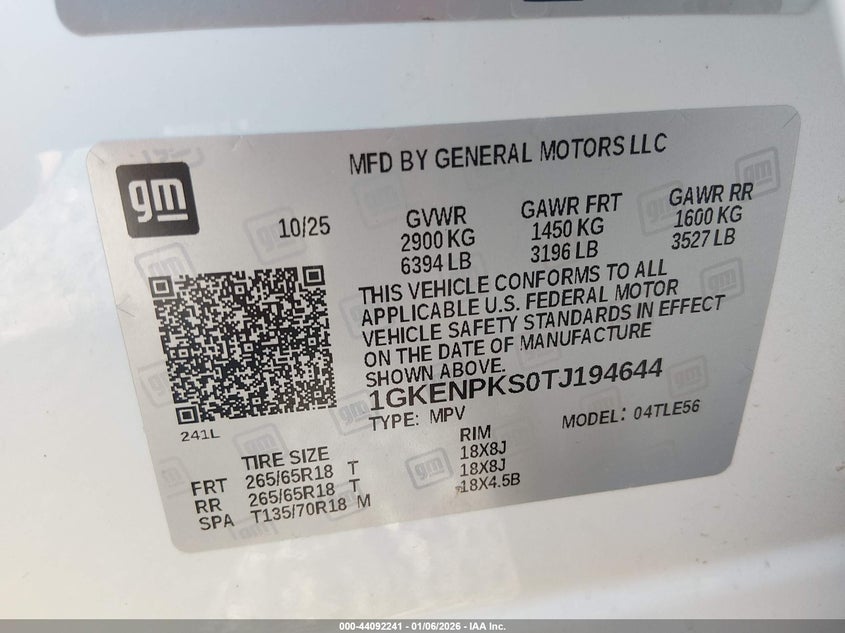 gm
MFD BY GENERAL MOTORS LLC
10/25
GVWR GAWR FRT GAWR RR
2900 KG 1450 KG 1600 KG
6394 LB 3196 LB 3527 LB
THIS VEHICLE CONFORMS TO ALL
APPLICABLE U.S. FEDERAL MOTOR
VEHICLE SAFETY STANDARDS IN EFFECT
ON THE DATE OF MANUFACTURE
SHOWN ABOVE.
1GKENPKS0TJ194644
TYPE: MPV MODEL: 04TLE56
241L
TIRE SIZE RIM
FRT 265/65R18 T 18X8J
RR 265/65R18 T 18X8J
SPA T135/70R18 M 18X4.5B
000-44092241 - 01/06/2026 - IAA Inc.